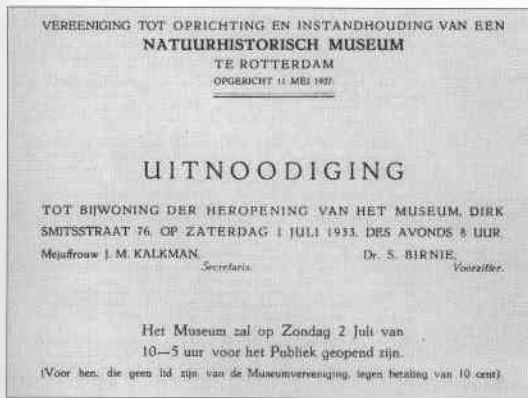 VEREENIGING TOT OPRICHTING EN INSTANDHOUDING VAN EEN
NATUURHISTORISCH MUSEUM
TE ROTTERDAM
OPGERICHT 11 MEI 1927.
UITNOODIGING
TOT BIJWONING DER HEROPENING VAN HET MUSEUM, DIRK
SMITSSTRAAT 76, OP ZATERDAG 1 JULI 1933, DES AVONDS 8 UUR.
Mejuffrouw J. M. KALKMAN, Dr. S. BIRNIE,
Secretaris. Voorzitter.
Het Museum zal op Zondag 2 Juli van
10—5 uur voor het Publiek geopend zijn.
(Voor hen, die geen lid zijn van de Museumvereeniging, tegen betaling van 10 cent).